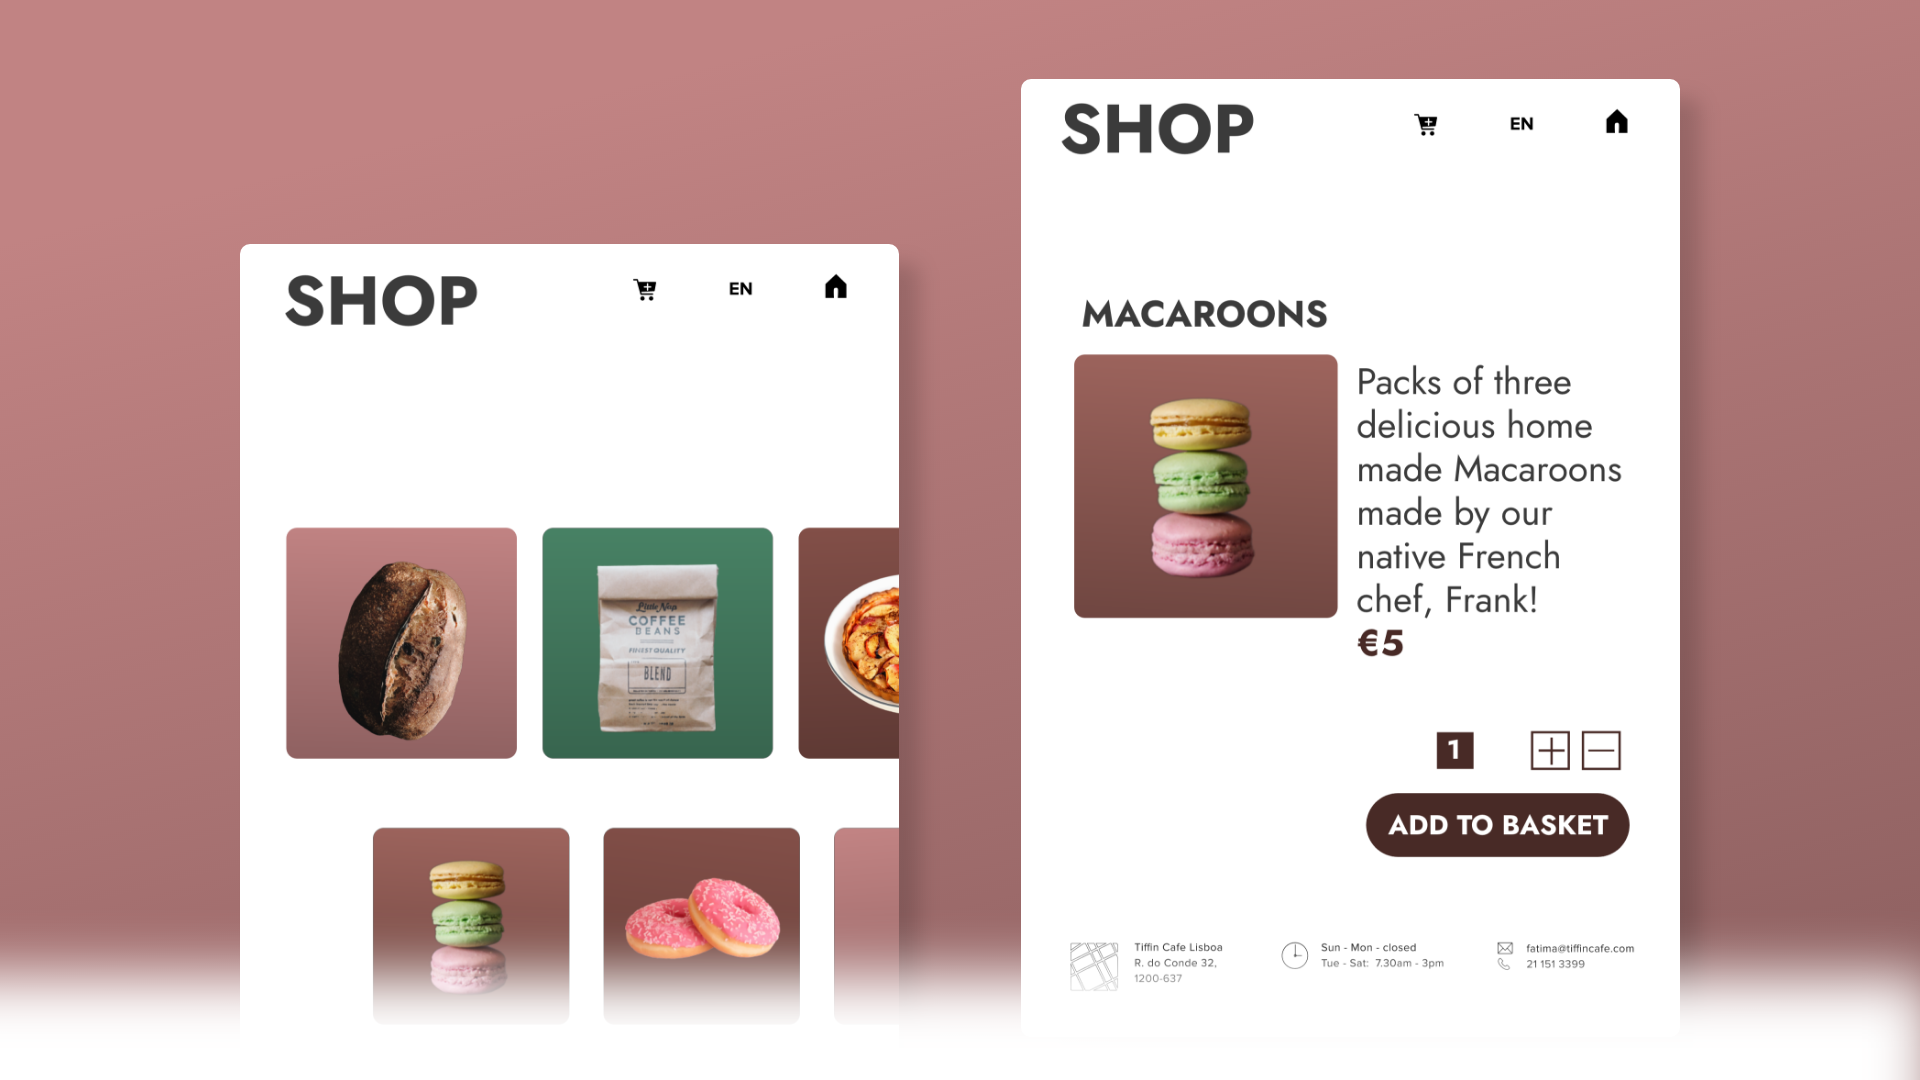 SHOP
EN
Little Nap
COFFEE
BEANS
FINEST QUALITY
BLEND
SHOP
EN
MACAROONS
Packs of three
delicious home
made Macaroons
made by our
native French
chef, Frank!
€5
1
ADD TO BASKET
Tiffin Cafe Lisboa
R. do Conde 32,
1200-637
Sun - Mon - closed
Tue - Sat: 7.30am - 3pm
fatima@tiffincafe.com
21 151 3399